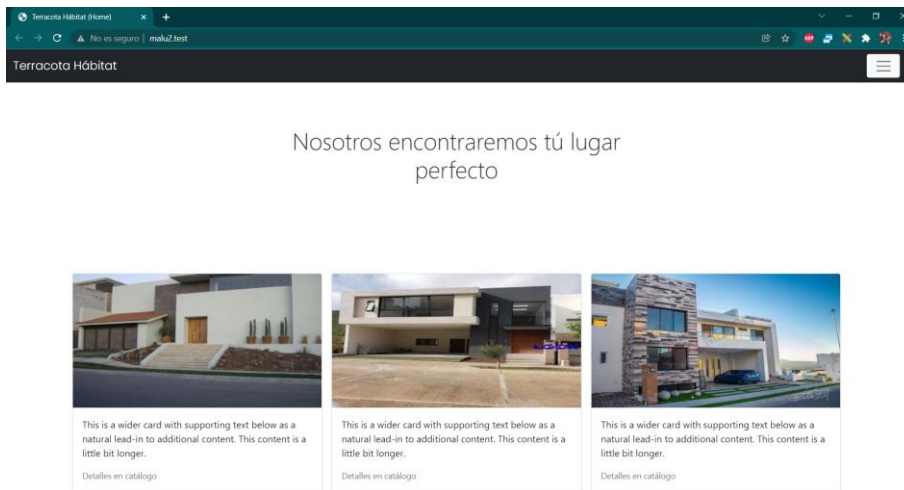 Terracota Hábitat (Home)
No es seguro | malu2.test
Terracota Hábitat
Nosotros encontraremos tú lugar
perfecto
This is a wider card with supporting text below as a
natural lead-in to additional content. This content is a
little bit longer.
Detalles en catálogo
This is a wider card with supporting text below as a
natural lead-in to additional content. This content is a
little bit longer.
Detalles en catálogo
This is a wider card with supporting text below as a
natural lead-in to additional content. This content is a
little bit longer.
Detalles en catálogo